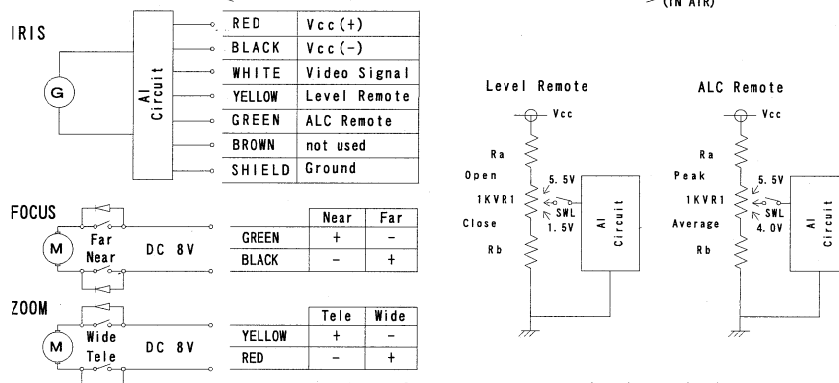 (IN AIR)
IRIS
G
AI Circuit
RED Vcc(+)
BLACK Vcc(-)
WHITE Video Signal
YELLOW Level Remote
GREEN ALC Remote
BROWN not used
SHIELD Ground
Level Remote
Vcc
Ra
Open
5.5V
1KVR1
SWL
Close
1.5V
Rb
AI Circuit
ALC Remote
Vcc
Ra
Peak
5.5V
1KVR1
SWL
Average
4.0V
Rb
AI Circuit
FOCUS
M
Far
Near
DC 8V
Near Far
GREEN + -
BLACK - +
ZOOM
M
Wide
Tele
DC 8V
Tele Wide
YELLOW + -
RED - +